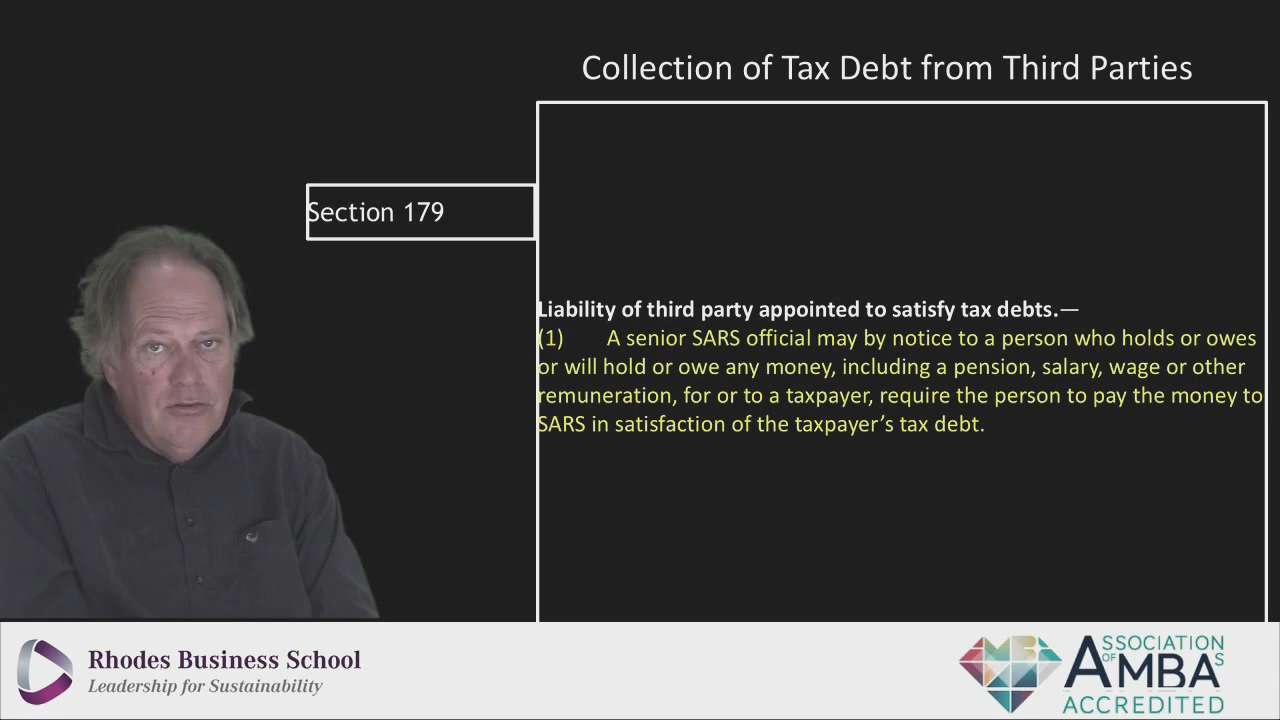 Collection of Tax Debt from Third Parties
Section 179
Liability of third party appointed to satisfy tax debts.—
(1) A senior SARS official may by notice to a person who holds or owes
or will hold or owe any money, including a pension, salary, wage or other
remuneration, for or to a taxpayer, require the person to pay the money to
SARS in satisfaction of the taxpayer’s tax debt.
Rhodes Business School
Leadership for Sustainability
ASSOCIATION
OF AMBAS
ACCREDITED